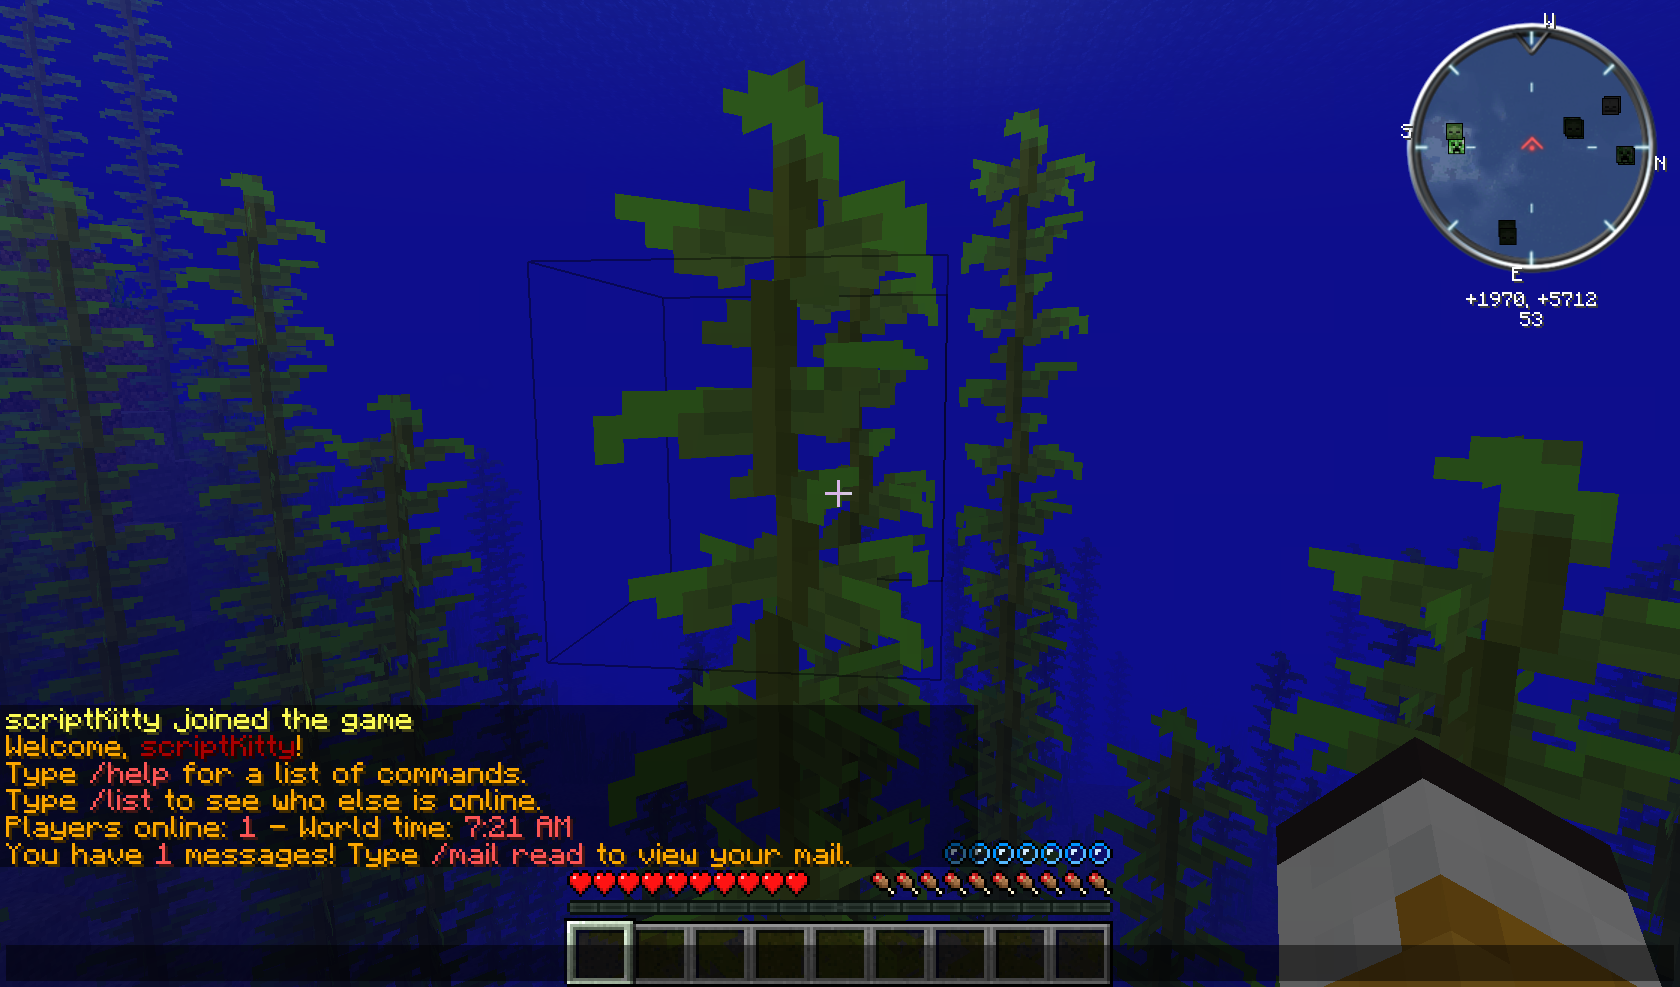 W
S
N
E
+1970, +5712
53
scriptKitty joined the game
Welcome, scriptKitty!
Type /help for a list of commands.
Type /list to see who else is online.
Players online: 1 - World time: 7:21 AM
You have 1 messages! Type /mail read to view your mail.